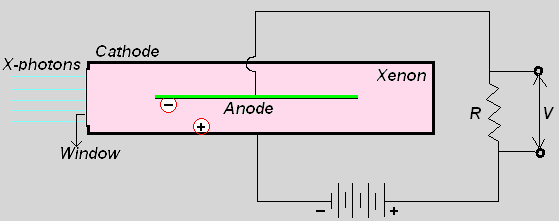 Cathode
X-photons
Xenon
Anode
−
+
Window
R
V
− +